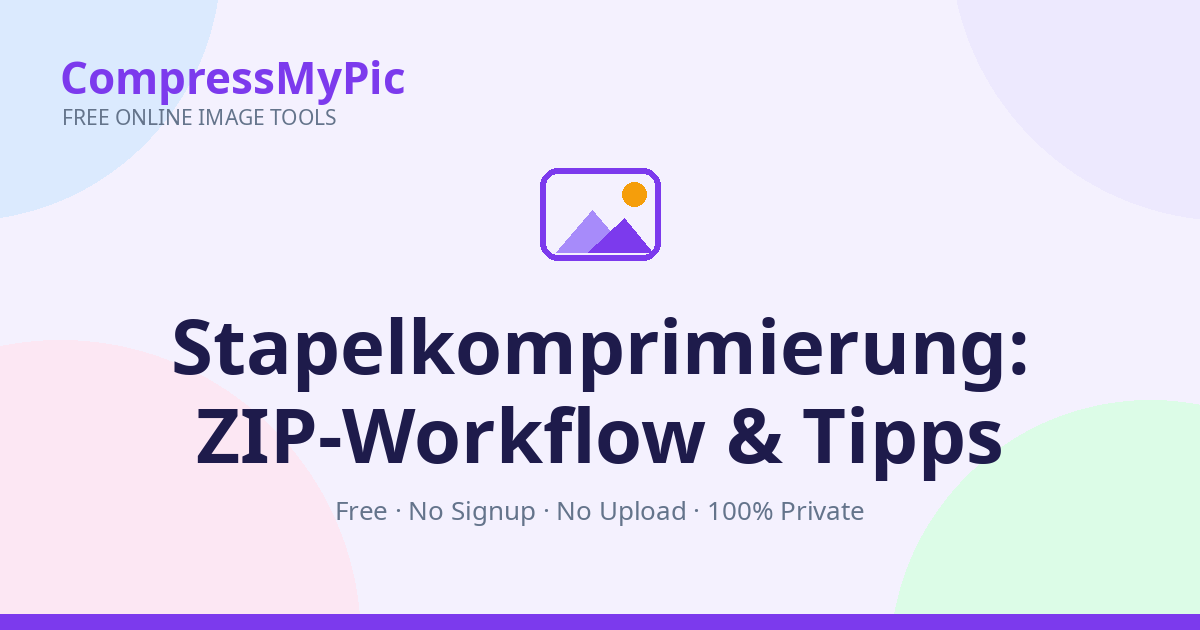 CompressMyPic
FREE ONLINE IMAGE TOOLS
Stapelkomprimierung:
ZIP-Workflow & Tipps
Free · No Signup · No Upload · 100% Private